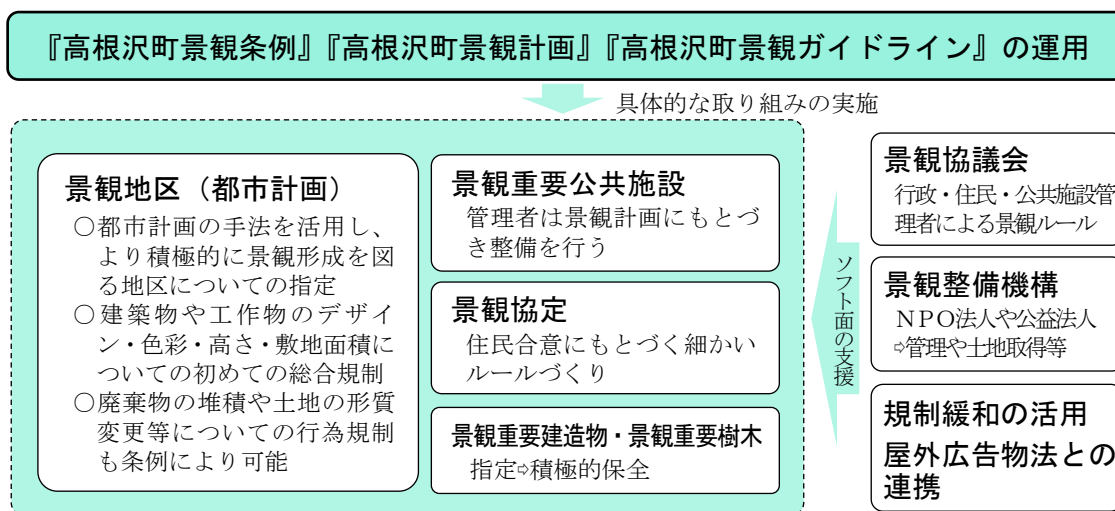 『高根沢町景観条例』『高根沢町景観計画』『高根沢町景観ガイドライン』の運用
具体的な取り組みの実施
景観地区（都市計画）
○都市計画の手法を活用し、
より積極的に景観形成を図
る地区についての指定
○建築物や工作物のデザイ
ン・色彩・高さ・敷地面積に
ついての初めての総合規制
○廃棄物の堆積や土地の形質
変更等についての行為規制
も条例により可能
景観重要公共施設
管理者は景観計画にもとづ
き整備を行う
景観協定
住民合意にもとづく細かい
ルールづくり
景観重要建造物・景観重要樹木
指定⇨積極的保全
ソフト面の支援
景観協議会
行政・住民・公共施設管
理者による景観ルール
景観整備機構
ＮＰＯ法人や公益法人
⇨管理や土地取得等
規制緩和の活用
屋外広告物法との
連携